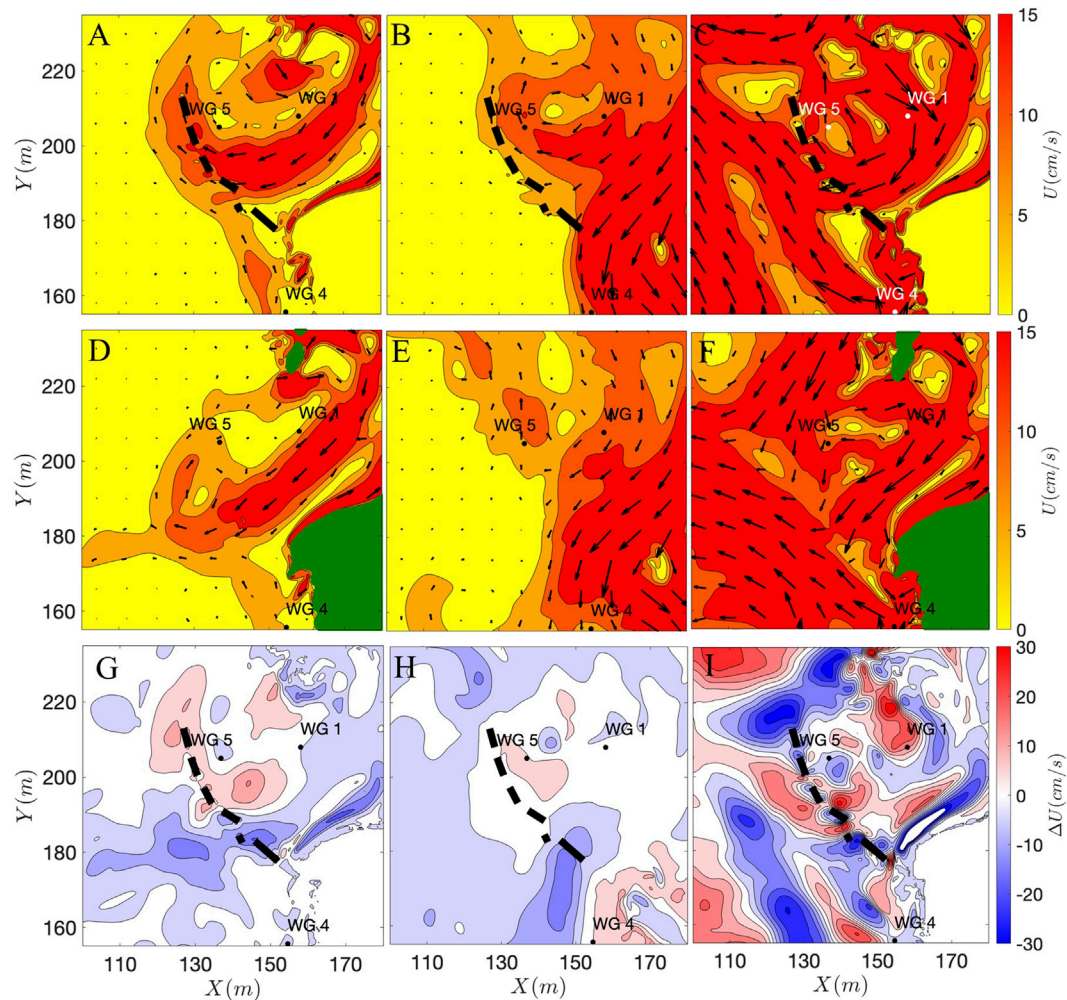 A B C
15
220
WG 5 WG 1 WG 5 WG 1 WG 5 WG 1
10
Y(m)
200
U(cm/s)
5
180
160
WG 4 WG 4 WG 4
0
D E F
15
220
WG 5 WG 1 WG 5 WG 1 WG 5 WG 1
10
Y(m)
200
U(cm/s)
5
180
160
WG 4 WG 4 WG 4
0
G H I
30
220
20
WG 5 WG 1 WG 5 WG 1 WG 5 WG 1
10
Y(m)
200
0
ΔU(cm/s)
180
-10
-20
160
WG 4 WG 4 WG 4
-30
110 130 150 170 110 130 150 170 110 130 150 170
X(m) X(m) X(m)